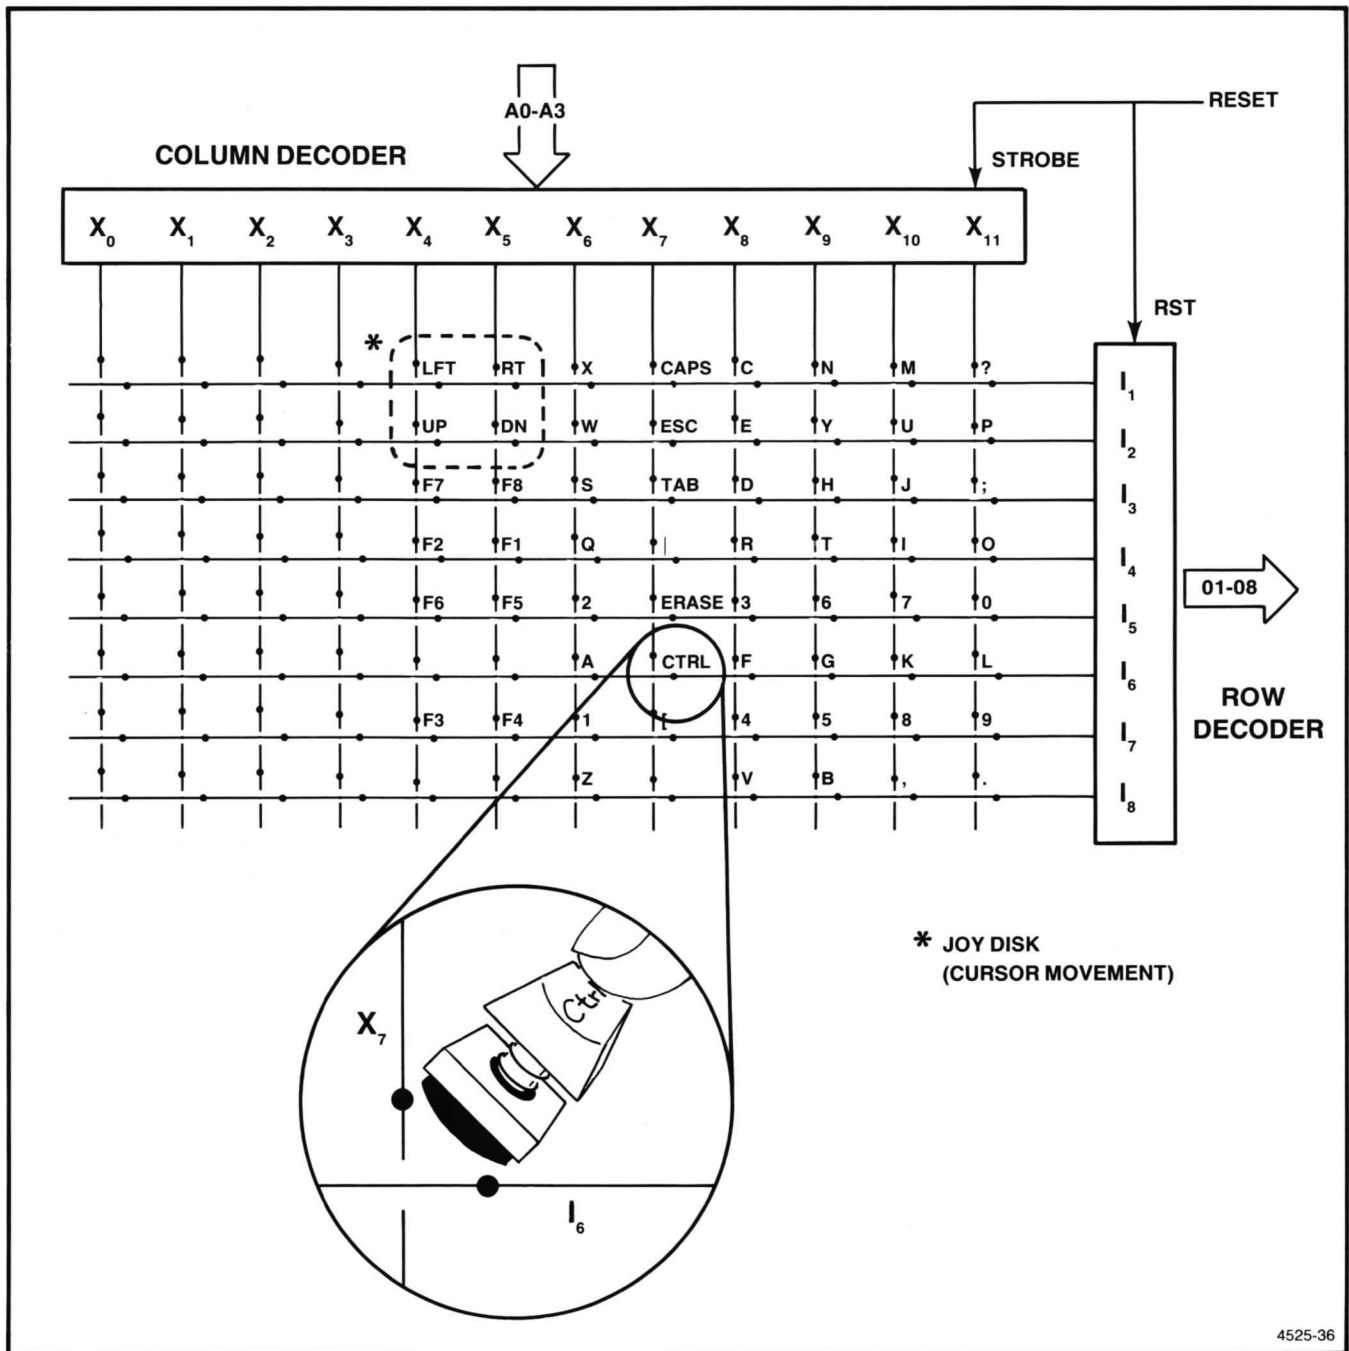 A0-A3
RESET
COLUMN DECODER
STROBE
X0 X1 X2 X3 X4 X5 X6 X7 X8 X9 X10 X11
RST
* LFT RT X CAPS C N M ? I1
UP DN W ESC E Y U P I2
F7 F8 S TAB D H J ; I3
F2 F1 Q | R T I O I4
F6 F5 2 ERASE 3 6 7 0 I5
01-08
A CTRL F G K L I6
ROW
DECODER
F3 F4 1 [ 4 5 8 9 I7
Z V B , . I8
* JOY DISK
(CURSOR MOVEMENT)
Ctrl
X7
I6
4525-36